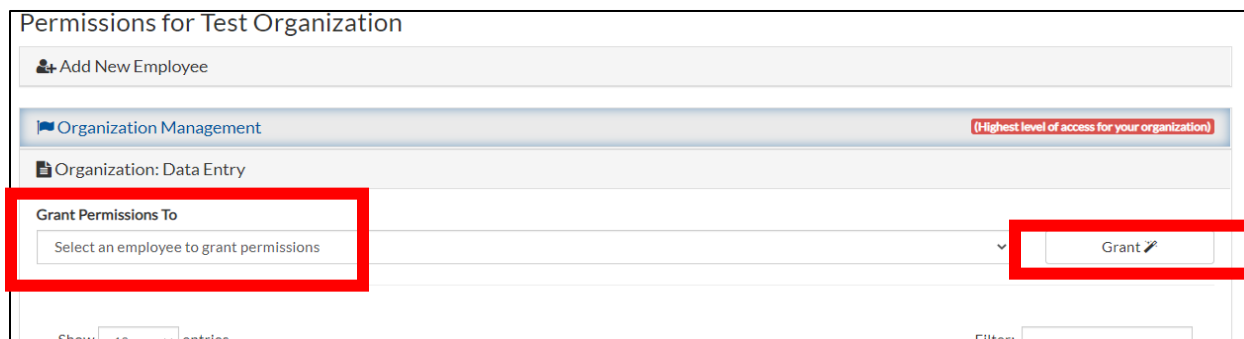 Permissions for Test Organization
Add New Employee
Organization Management (Highest level of access for your organization)
Organization: Data Entry
Grant Permissions To
Select an employee to grant permissions Grant
Show entries Filter: